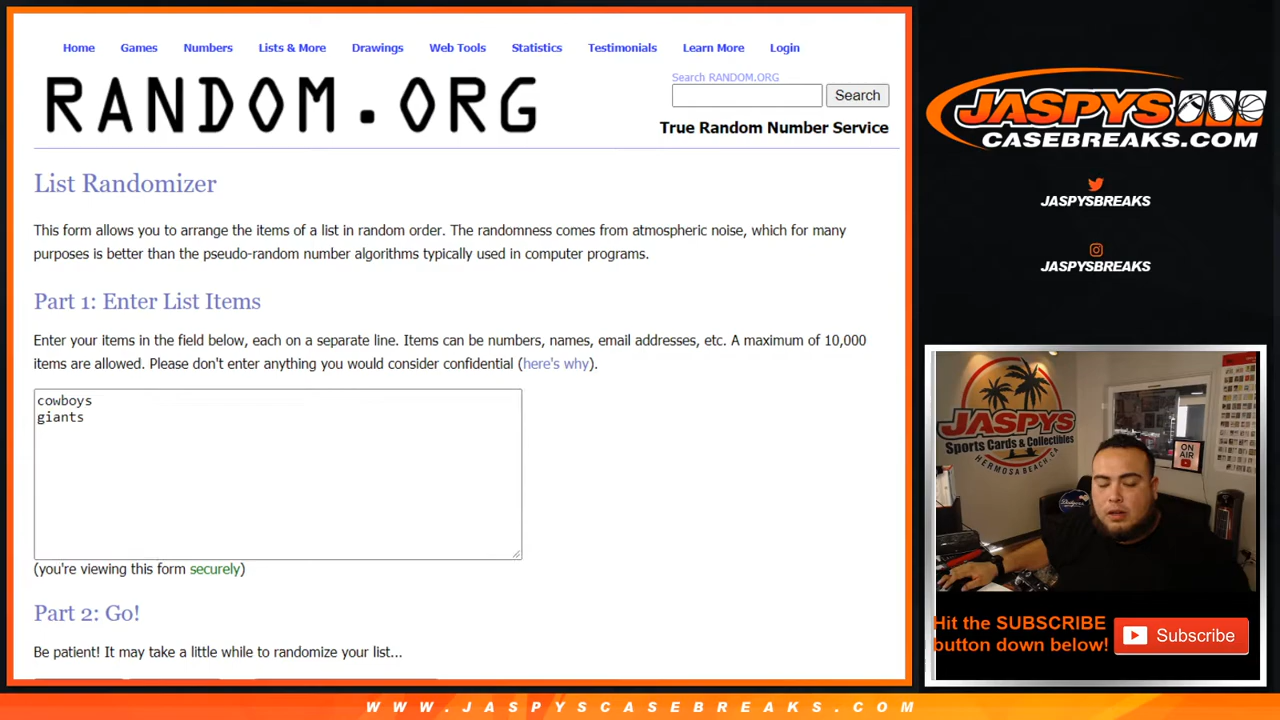 Home Games Numbers Lists & More Drawings Web Tools Statistics Testimonials Learn More Login
RANDOM.ORG
Search RANDOM.ORG
Search
True Random Number Service
List Randomizer
This form allows you to arrange the items of a list in random order. The randomness comes from atmospheric noise, which for many
purposes is better than the pseudo-random number algorithms typically used in computer programs.
Part 1: Enter List Items
Enter your items in the field below, each on a separate line. Items can be numbers, names, email addresses, etc. A maximum of 10,000
items are allowed. Please don't enter anything you would consider confidential (here's why).
cowboys
giants
(you're viewing this form securely)
Part 2: Go!
Be patient! It may take a little while to randomize your list...
JASPYS
CASEBREAKS.COM
JASPYSBREAKS
JASPYSBREAKS
JASPYS
Sports Cards & Collectibles
HERMOSA BEACH, CA
ON
AIR
Dodgers
Hit the SUBSCRIBE
button down below!
Subscribe
WWW.JASPYSCASEBREAKS.COM